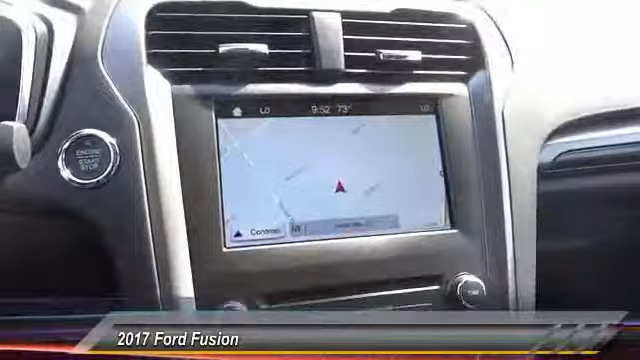 LO 9:52 73° LO
ENGINE
START
STOP
Controls
2017 Ford Fusion